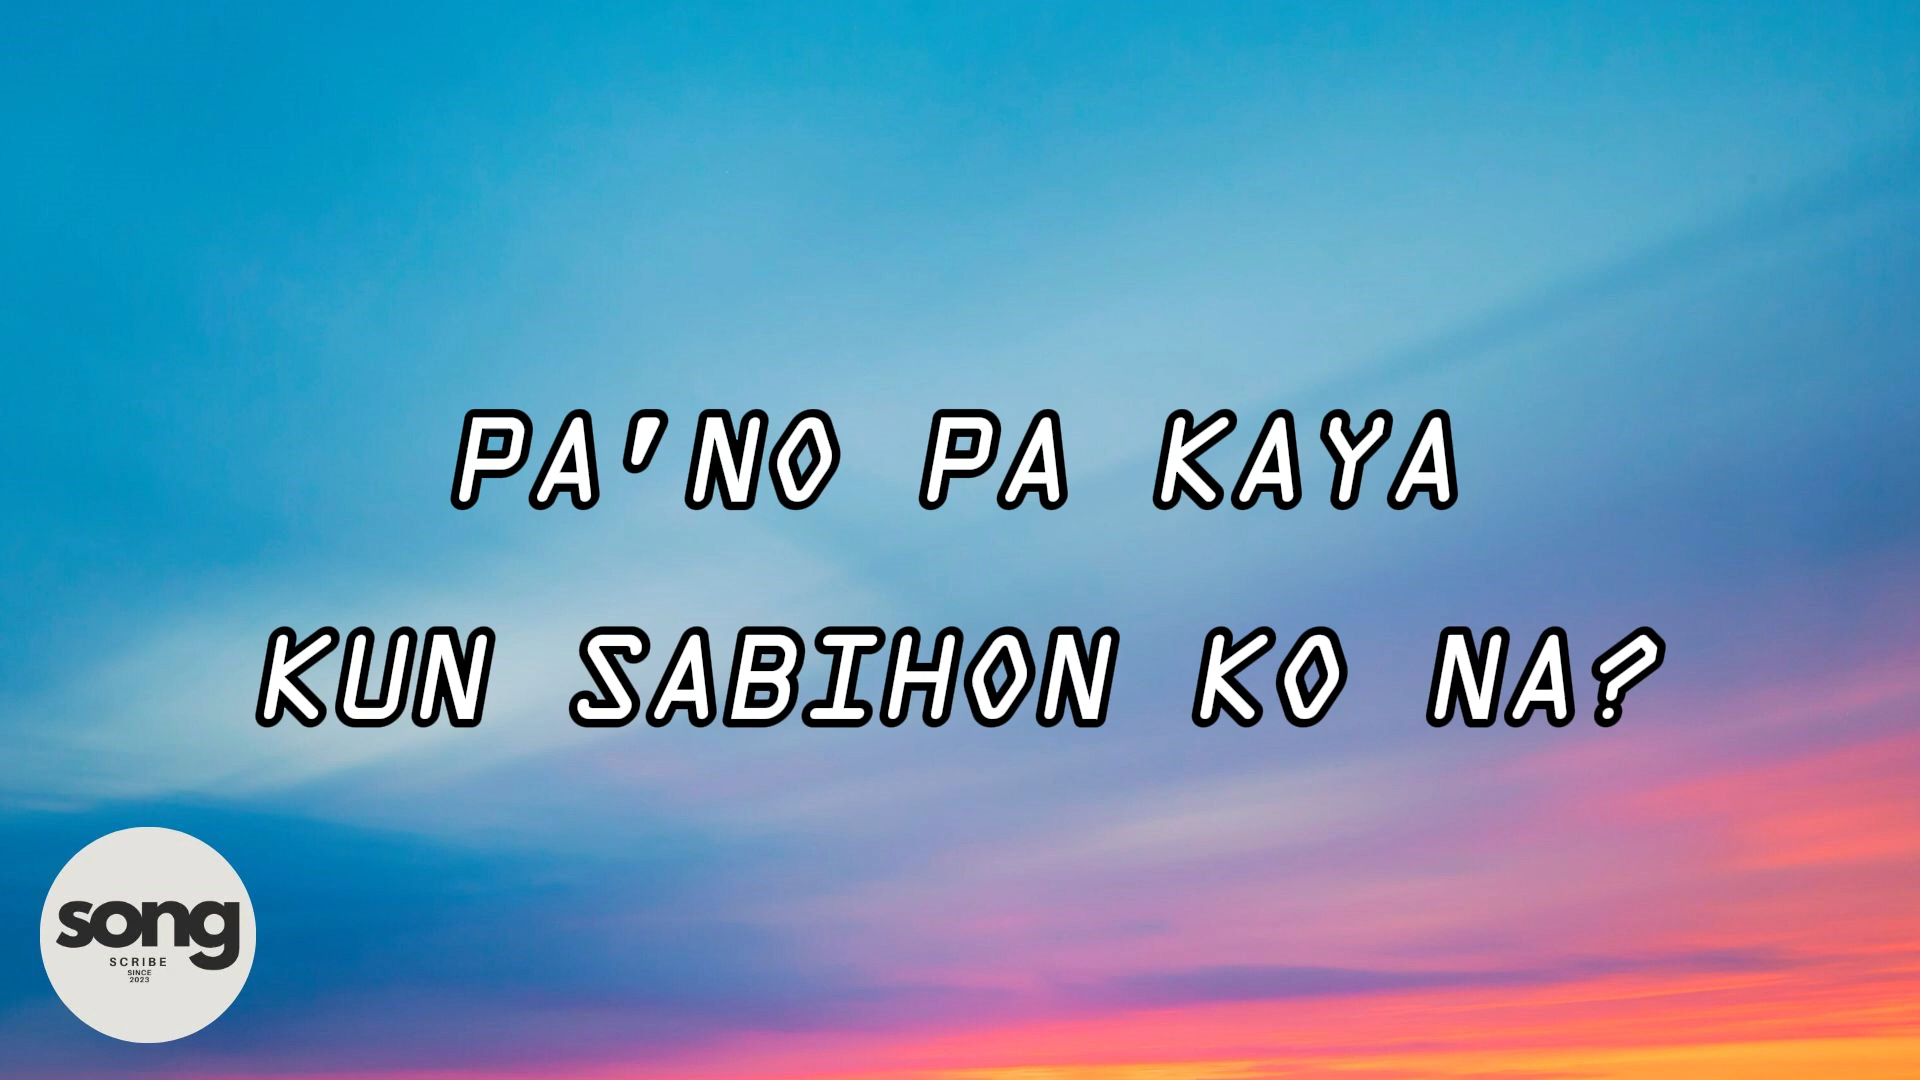 PA'NO PA KAYA
KUN SABIHON KO NA?
song
SCRIBE
SINCE
2023